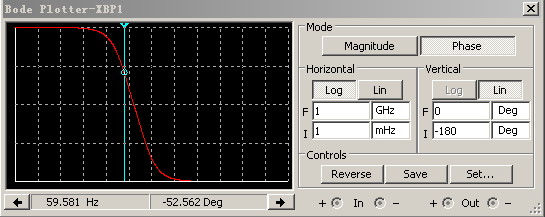 Bode Plotter-XBP1
Mode
Magnitude Phase
Horizontal Vertical
Log Lin Log Lin
F 1 GHz F 0 Deg
I 1 mHz I -180 Deg
Controls
Reverse Save Set...
59.581 Hz -52.562 Deg + In - + Out -